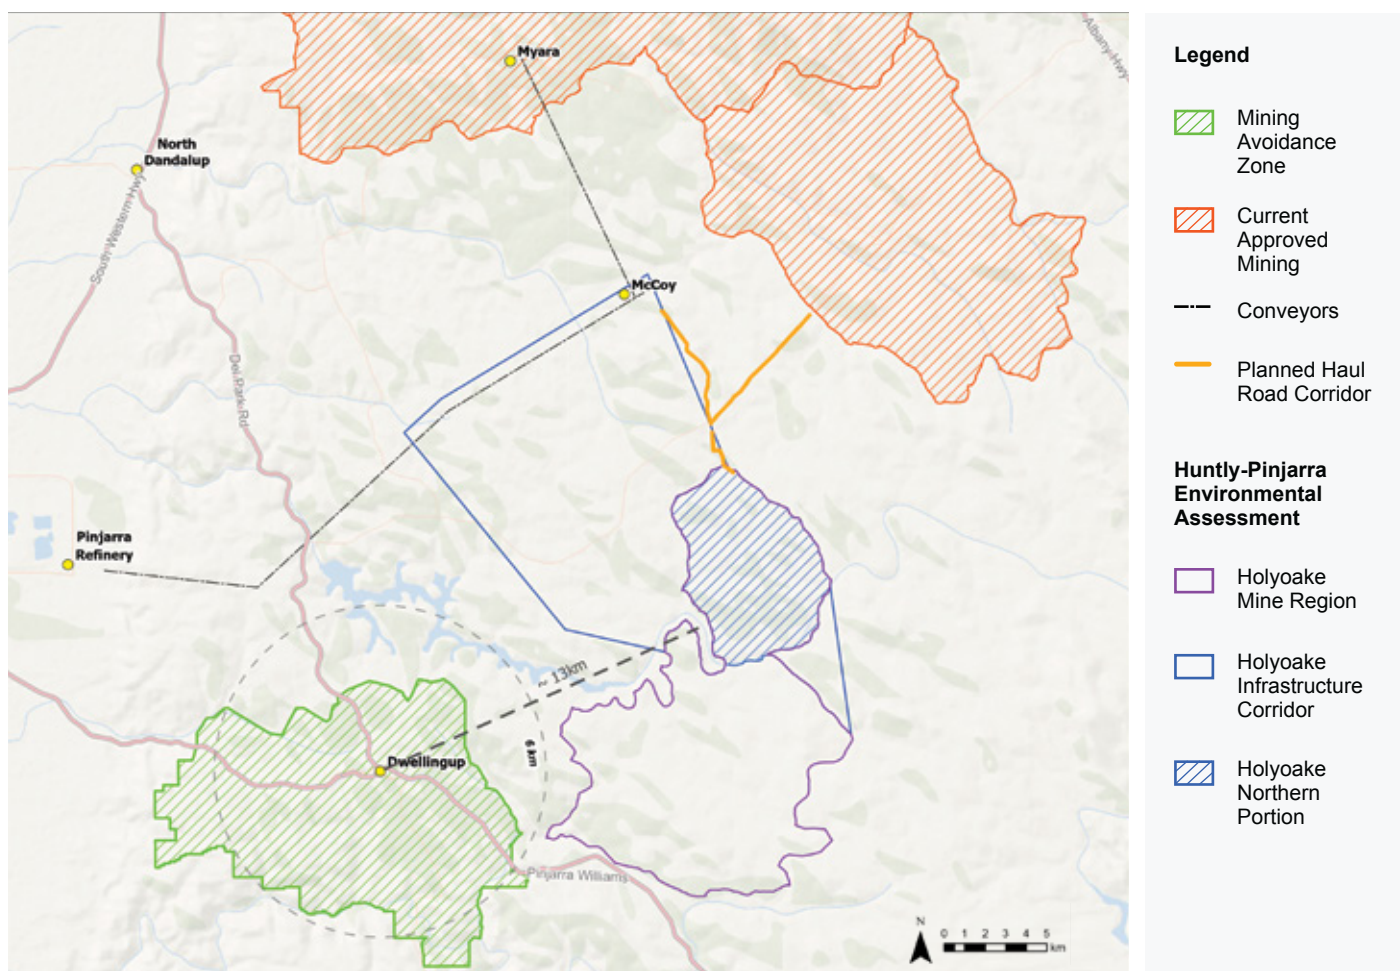 Myara
Albany Hwy
North
Dandalup
South Western Hwy
McCoy
Del Park Rd
Pinjarra
Refinery
~ 13km
6 km
Dwellingup
Pinjarra Williams
N
0 1 2 3 4 5
km
Legend
Mining
Avoidance
Zone
Current
Approved
Mining
Conveyors
Planned Haul
Road Corridor
Huntly-Pinjarra
Environmental
Assessment
Holyoake
Mine Region
Holyoake
Infrastructure
Corridor
Holyoake
Northern
Portion